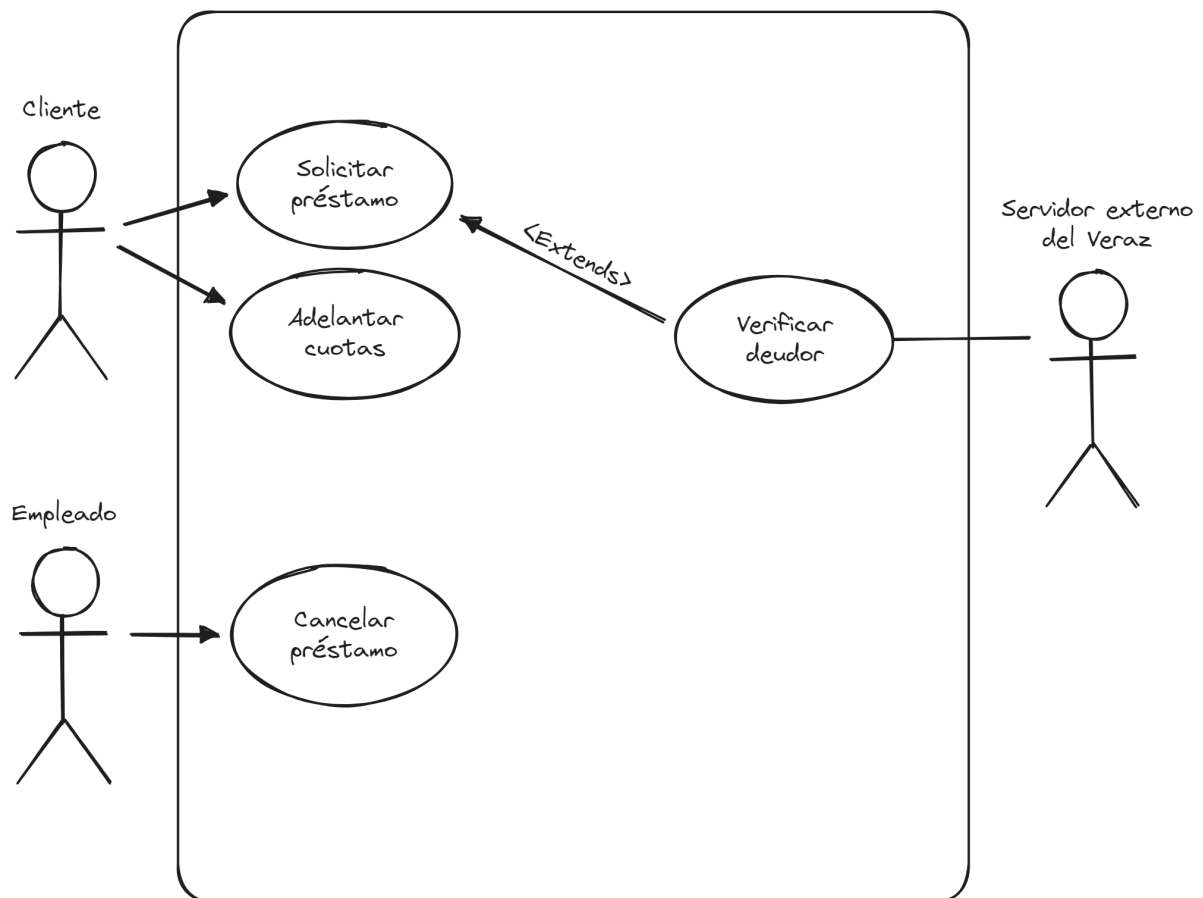 Cliente
Solicitar
préstamo
<Extends>
Servidor externo
del Veraz
Adelantar
cuotas
Verificar
deudor
Empleado
Cancelar
préstamo